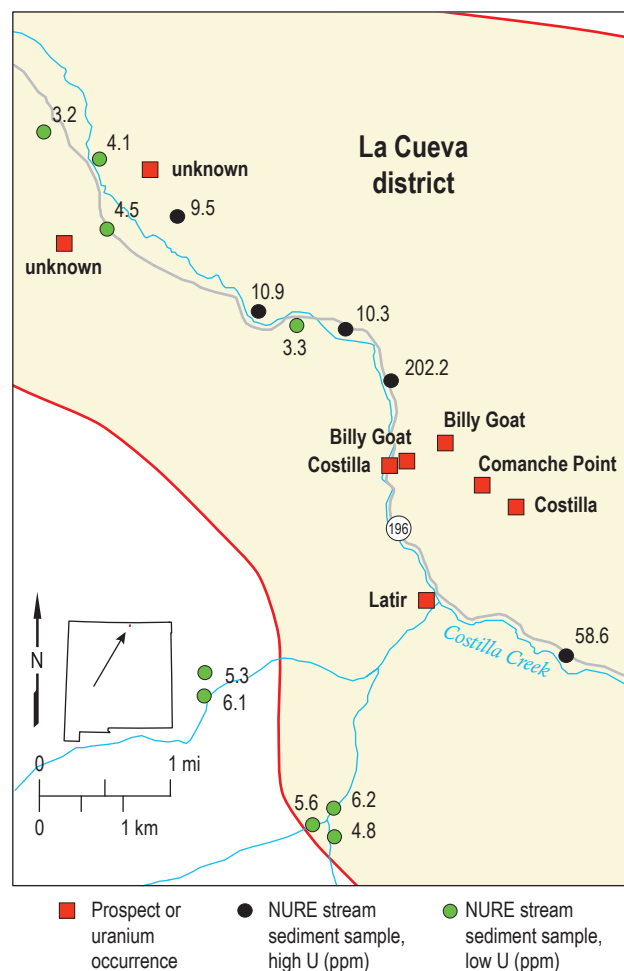 3.2
4.1
unknown
La Cueva
district
4.5
9.5
unknown
10.9
10.3
3.3
202.2
Billy Goat
Billy Goat
Costilla
Comanche Point
Costilla
196
Latir
Costilla Creek
58.6
N
5.3
6.1
0
1 mi
0
1 km
5.6
6.2
4.8
Prospect or
uranium
occurrence
NURE stream
sediment sample,
high U (ppm)
NURE stream
sediment sample,
low U (ppm)